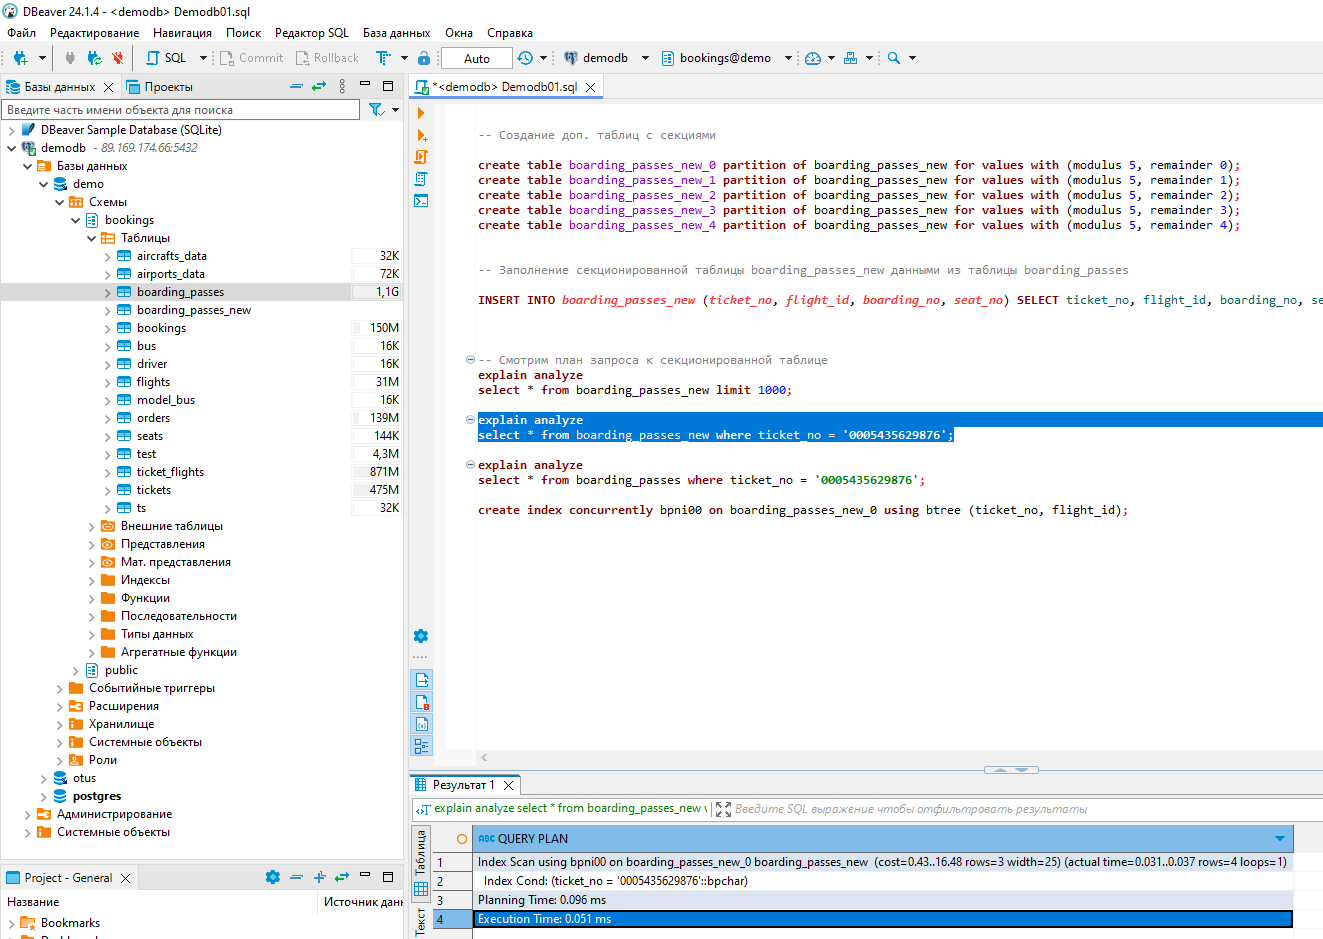 DBeaver 24.1.4 - <demodb> Demodb01.sql
Файл Редактирование Навигация Поиск Редактор SQL База данных Окна Справка
SQL Commit Rollback Auto demodb bookings@demo
Базы данных Проекты
Введите часть имени объекта для поиска
DBeaver Sample Database (SQLite)
demodb - 89.169.174.66:5432
Базы данных
demo
Схемы
bookings
Таблицы
aircrafts_data 32K
airports_data 72K
boarding_passes 1,1G
boarding_passes_new
bookings 150M
bus 16K
driver 16K
flights 31M
model_bus 16K
orders 139M
seats 144K
test 4,3M
ticket_flights 871M
tickets 475M
ts 32K
Внешние таблицы
Представления
Мат. представления
Индексы
Функции
Последовательности
Типы данных
Агрегатные функции
public
Событийные триггеры
Расширения
Хранилище
Системные объекты
Роли
otus
postgres
Администрирование
Системные объекты
Project - General
Название Источник данн
Bookmarks
*<demodb> Demodb01.sql
-- Создание доп. таблиц с секциями
create table boarding_passes_new_0 partition of boarding_passes_new for values with (modulus 5, remainder 0);
create table boarding_passes_new_1 partition of boarding_passes_new for values with (modulus 5, remainder 1);
create table boarding_passes_new_2 partition of boarding_passes_new for values with (modulus 5, remainder 2);
create table boarding_passes_new_3 partition of boarding_passes_new for values with (modulus 5, remainder 3);
create table boarding_passes_new_4 partition of boarding_passes_new for values with (modulus 5, remainder 4);
-- Заполнение секционированной таблицы boarding_passes_new данными из таблицы boarding_passes
INSERT INTO boarding_passes_new (ticket_no, flight_id, boarding_no, seat_no) SELECT ticket_no, flight_id, boarding_no, se
-- Смотрим план запроса к секционированной таблице
explain analyze
select * from boarding_passes_new limit 1000;
explain analyze
select * from boarding_passes_new where ticket_no = '0005435629876';
explain analyze
select * from boarding_passes where ticket_no = '0005435629876';
create index concurrently bpni00 on boarding_passes_new_0 using btree (ticket_no, flight_id);
Результат 1
explain analyze select * from boarding_passes_new w Введите SQL выражение чтобы отфильтровать результаты
Таблица
Текст
ABC QUERY PLAN
1 Index Scan using bpni00 on boarding_passes_new_0 boarding_passes_new (cost=0.43..16.48 rows=3 width=25) (actual time=0.031..0.037 rows=4 loops=1)
2 Index Cond: (ticket_no = '0005435629876'::bpchar)
3 Planning Time: 0.096 ms
4 Execution Time: 0.051 ms